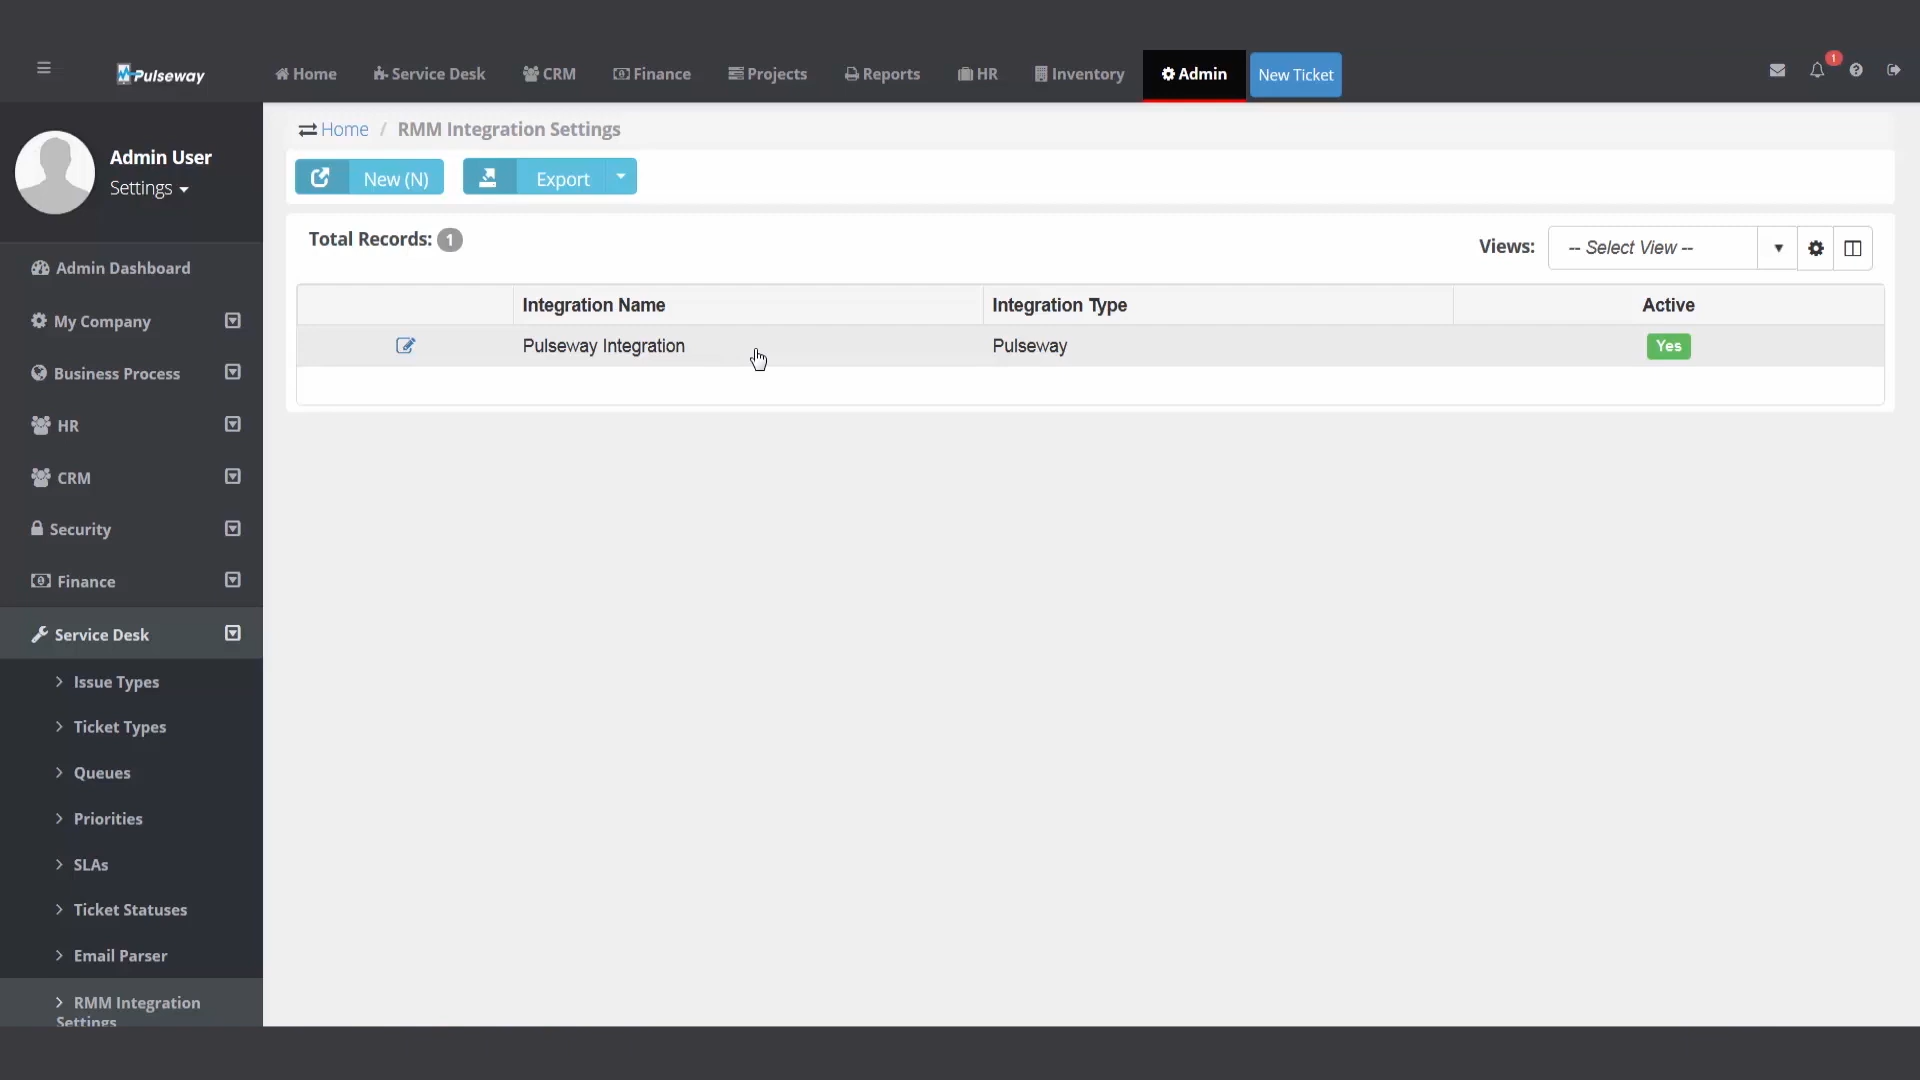 Pulseway
Home
Service Desk
CRM
Finance
Projects
Reports
HR
Inventory
Admin
New Ticket
1
Admin User
Settings
Home / RMM Integration Settings
New (N)
Export
Total Records: 1
Views:
-- Select View --
Integration Name
Integration Type
Active
Pulseway Integration
Pulseway
Yes
Admin Dashboard
My Company
Business Process
HR
CRM
Security
Finance
Service Desk
Issue Types
Ticket Types
Queues
Priorities
SLAs
Ticket Statuses
Email Parser
RMM Integration
Settings